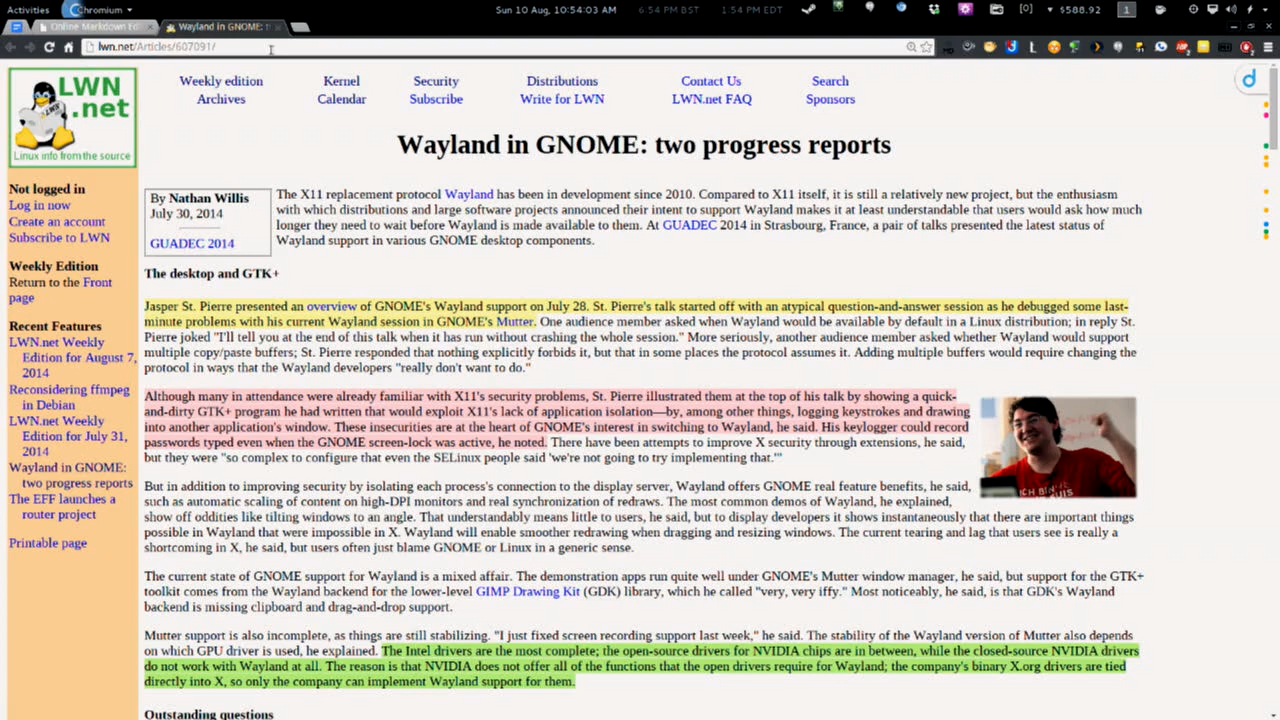 Activities Chromium Sun 10 Aug, 10:54:03 AM 6:54 PM BST 1:54 PM EDT $588.92 1
Online Markdown Ed Wayland in GNOME: t
lwn.net/Articles/607091/
LWN
.net
Linux info from the source
Weekly edition Kernel Security Distributions Contact Us Search
Archives Calendar Subscribe Write for LWN LWN.net FAQ Sponsors
Wayland in GNOME: two progress reports
Not logged in
Log in now
Create an account
Subscribe to LWN
Weekly Edition
Return to the Front
page
Recent Features
LWN.net Weekly
Edition for August 7,
2014
Reconsidering ffmpeg
in Debian
LWN.net Weekly
Edition for July 31,
2014
Wayland in GNOME:
two progress reports
The EFF launches a
router project
Printable page
By Nathan Willis
July 30, 2014
GUADEC 2014
The X11 replacement protocol Wayland has been in development since 2010. Compared to X11 itself, it is still a relatively new project, but the enthusiasm
with which distributions and large software projects announced their intent to support Wayland makes it at least understandable that users would ask how much
longer they need to wait before Wayland is made available to them. At GUADEC 2014 in Strasbourg, France, a pair of talks presented the latest status of
Wayland support in various GNOME desktop components.
The desktop and GTK+
Jasper St. Pierre presented an overview of GNOME's Wayland support on July 28. St. Pierre's talk started off with an atypical question-and-answer session as he debugged some last-
minute problems with his current Wayland session in GNOME's Mutter. One audience member asked when Wayland would be available by default in a Linux distribution; in reply St.
Pierre joked "I'll tell you at the end of this talk when it has run without crashing the whole session." More seriously, another audience member asked whether Wayland would support
multiple copy/paste buffers; St. Pierre responded that nothing explicitly forbids it, but that in some places the protocol assumes it. Adding multiple buffers would require changing the
protocol in ways that the Wayland developers "really don't want to do."
Although many in attendance were already familiar with X11's security problems, St. Pierre illustrated them at the top of his talk by showing a quick-
and-dirty GTK+ program he had written that would exploit X11's lack of application isolation—by, among other things, logging keystrokes and drawing
into another application's window. These insecurities are at the heart of GNOME's interest in switching to Wayland, he said. His keylogger could record
passwords typed even when the GNOME screen-lock was active, he noted. There have been attempts to improve X security through extensions, he said,
but they were "so complex to configure that even the SELinux people said 'we're not going to try implementing that.'"
But in addition to improving security by isolating each process's connection to the display server, Wayland offers GNOME real feature benefits, he said,
such as automatic scaling of content on high-DPI monitors and real synchronization of redraws. The most common demos of Wayland, he explained,
show off oddities like tilting windows to an angle. That understandably means little to users, he said, but to display developers it shows instantaneously that there are important things
possible in Wayland that were impossible in X. Wayland will enable smoother redrawing when dragging and resizing windows. The current tearing and lag that users see is really a
shortcoming in X, he said, but users often just blame GNOME or Linux in a generic sense.
The current state of GNOME support for Wayland is a mixed affair. The demonstration apps run quite well under GNOME's Mutter window manager, he said, but support for the GTK+
toolkit comes from the Wayland backend for the lower-level GIMP Drawing Kit (GDK) library, which he called "very, very iffy." Most noticeably, he said, is that GDK's Wayland
backend is missing clipboard and drag-and-drop support.
Mutter support is also incomplete, as things are still stabilizing. "I just fixed screen recording support last week," he said. The stability of the Wayland version of Mutter also depends
on which GPU driver is used, he explained. The Intel drivers are the most complete; the open-source drivers for NVIDIA chips are in between, while the closed-source NVIDIA drivers
do not work with Wayland at all. The reason is that NVIDIA does not offer all of the functions that the open drivers require for Wayland; the company's binary X.org drivers are tied
directly into X, so only the company can implement Wayland support for them.
Outstanding questions